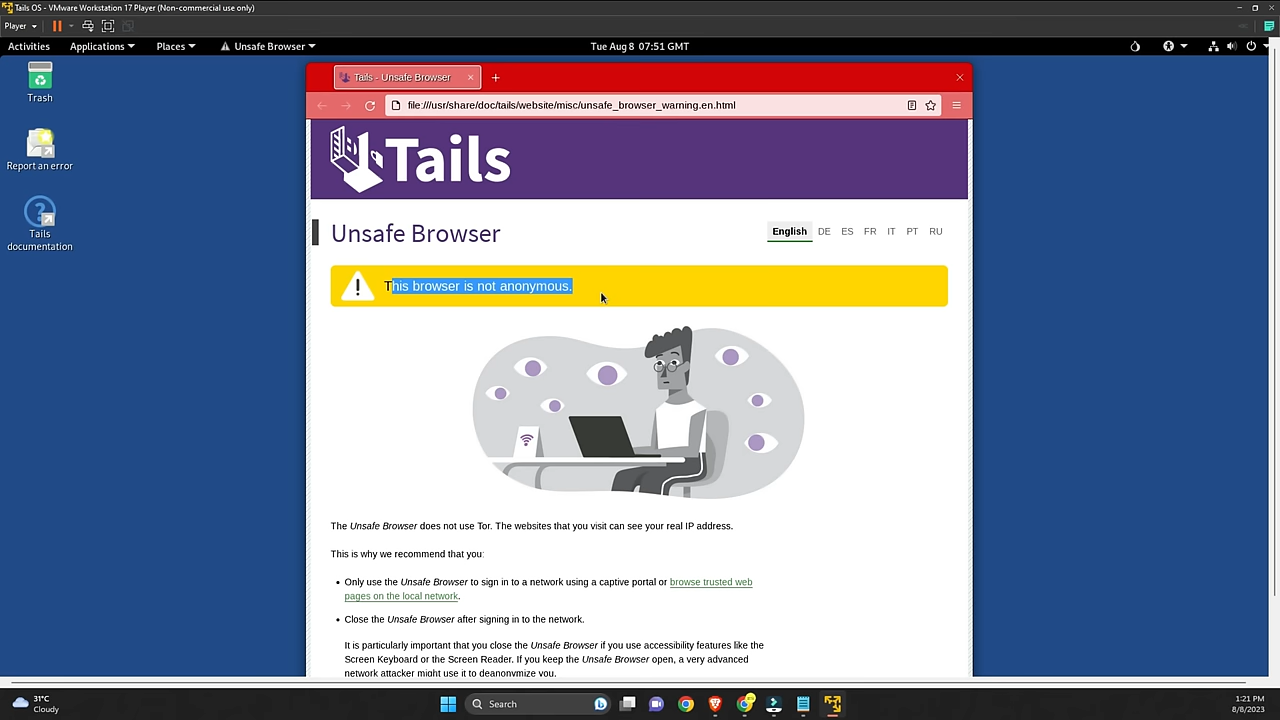 Tails OS - VMware Workstation 17 Player (Non-commercial use only)
Player
Activities Applications Places Unsafe Browser Tue Aug 8 07:51 GMT
Trash
Report an error
Tails
documentation
Tails - Unsafe Browser
file:///usr/share/doc/tails/website/misc/unsafe_browser_warning.en.html
Tails
Unsafe Browser
English DE ES FR IT PT RU
This browser is not anonymous.
The Unsafe Browser does not use Tor. The websites that you visit can see your real IP address.
This is why we recommend that you:
• Only use the Unsafe Browser to sign in to a network using a captive portal or browse trusted web
pages on the local network.
• Close the Unsafe Browser after signing in to the network.
It is particularly important that you close the Unsafe Browser if you use accessibility features like the
Screen Keyboard or the Screen Reader. If you keep the Unsafe Browser open, a very advanced
network attacker might use it to deanonymize you.
31°C
Cloudy
Search
1:21 PM
8/8/2023